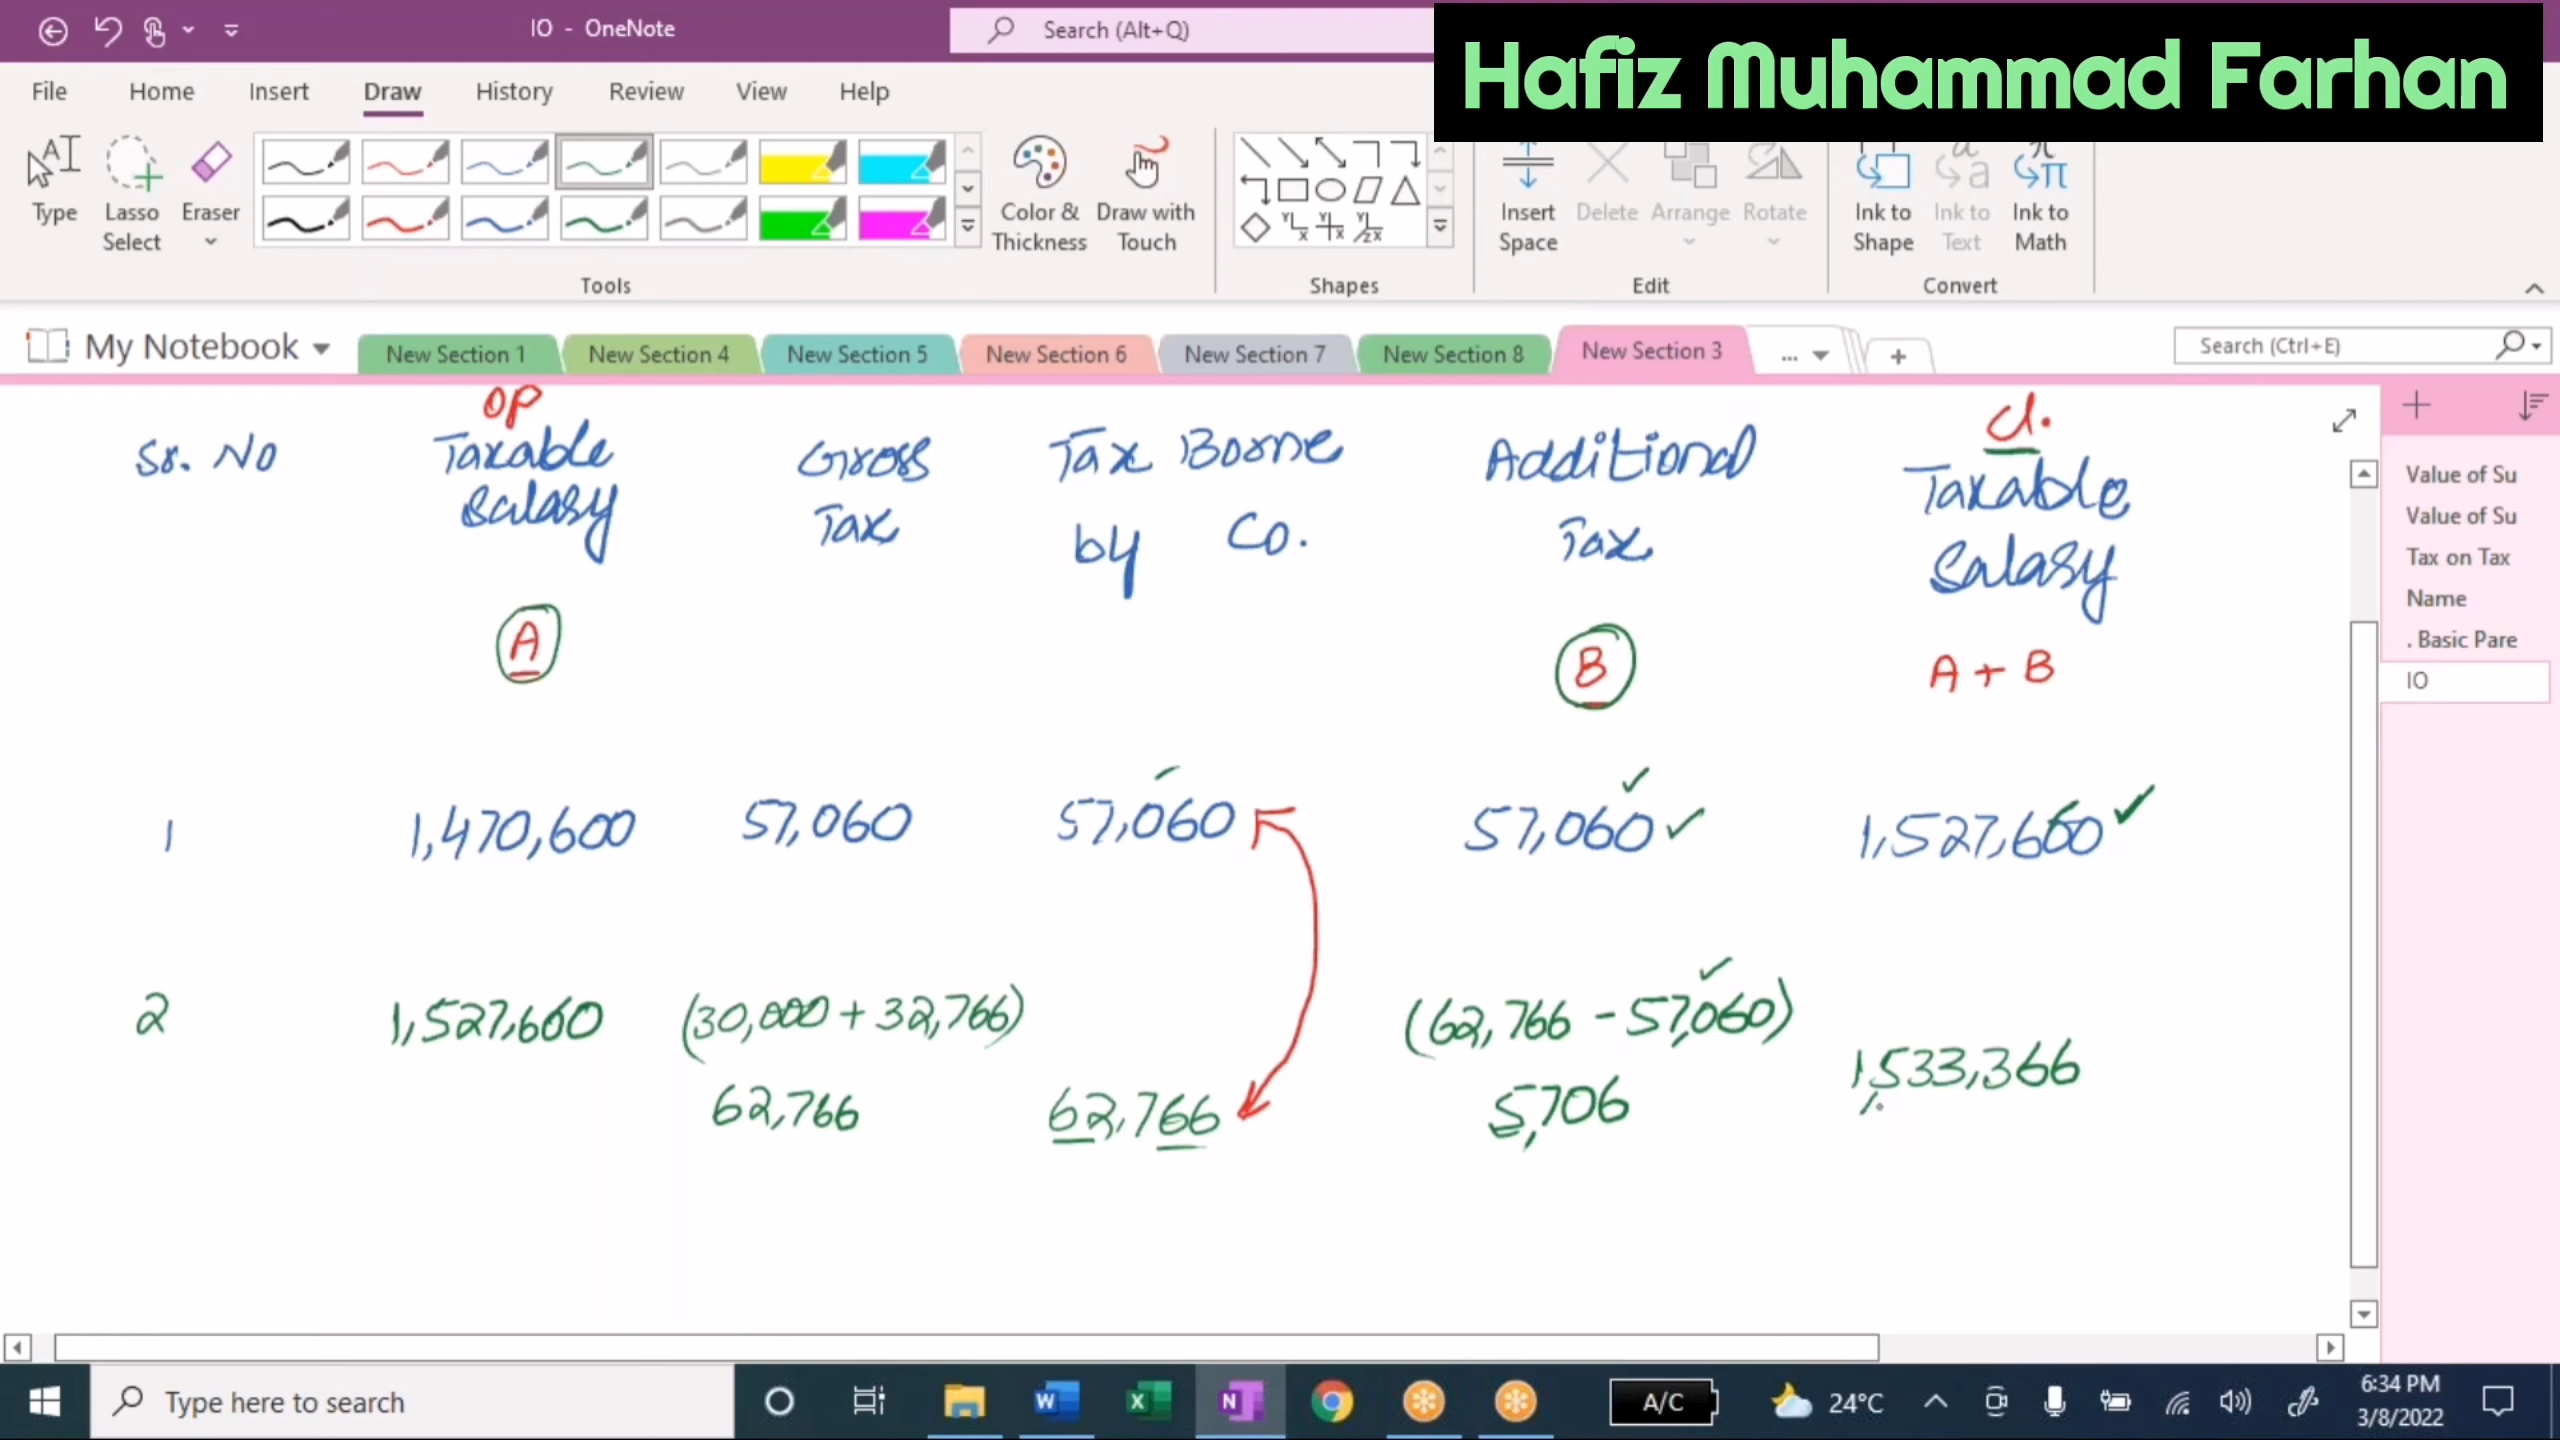 IO - OneNote
Search (Alt+Q)
Hafiz Muhammad Farhan
File Home Insert Draw History Review View Help
Type
Lasso Select
Eraser
Color & Thickness
Draw with Touch
Insert Space
Delete
Arrange
Rotate
Ink to Shape
Ink to Text
Ink to Math
Tools
Shapes
Edit
Convert
My Notebook
New Section 1
New Section 4
New Section 5
New Section 6
New Section 7
New Section 8
New Section 3
...
Search (Ctrl+E)
Value of Su
Value of Su
Tax on Tax
Name
. Basic Pare
IO
Sr. No
OP
Taxable
Salary
A
Gross
Tax
Tax Borne
by Co.
Additional
Tax
B
Cl.
Taxable
Salary
A + B
1 1,470,600 57,060 57,060 57,060 1,527,660
2 1,527,660 (30,000 + 32,766) (62,766 - 57,060)
62,766 62,766 5,706 1,533,366
Type here to search
A/C
24°C
6:34 PM
3/8/2022